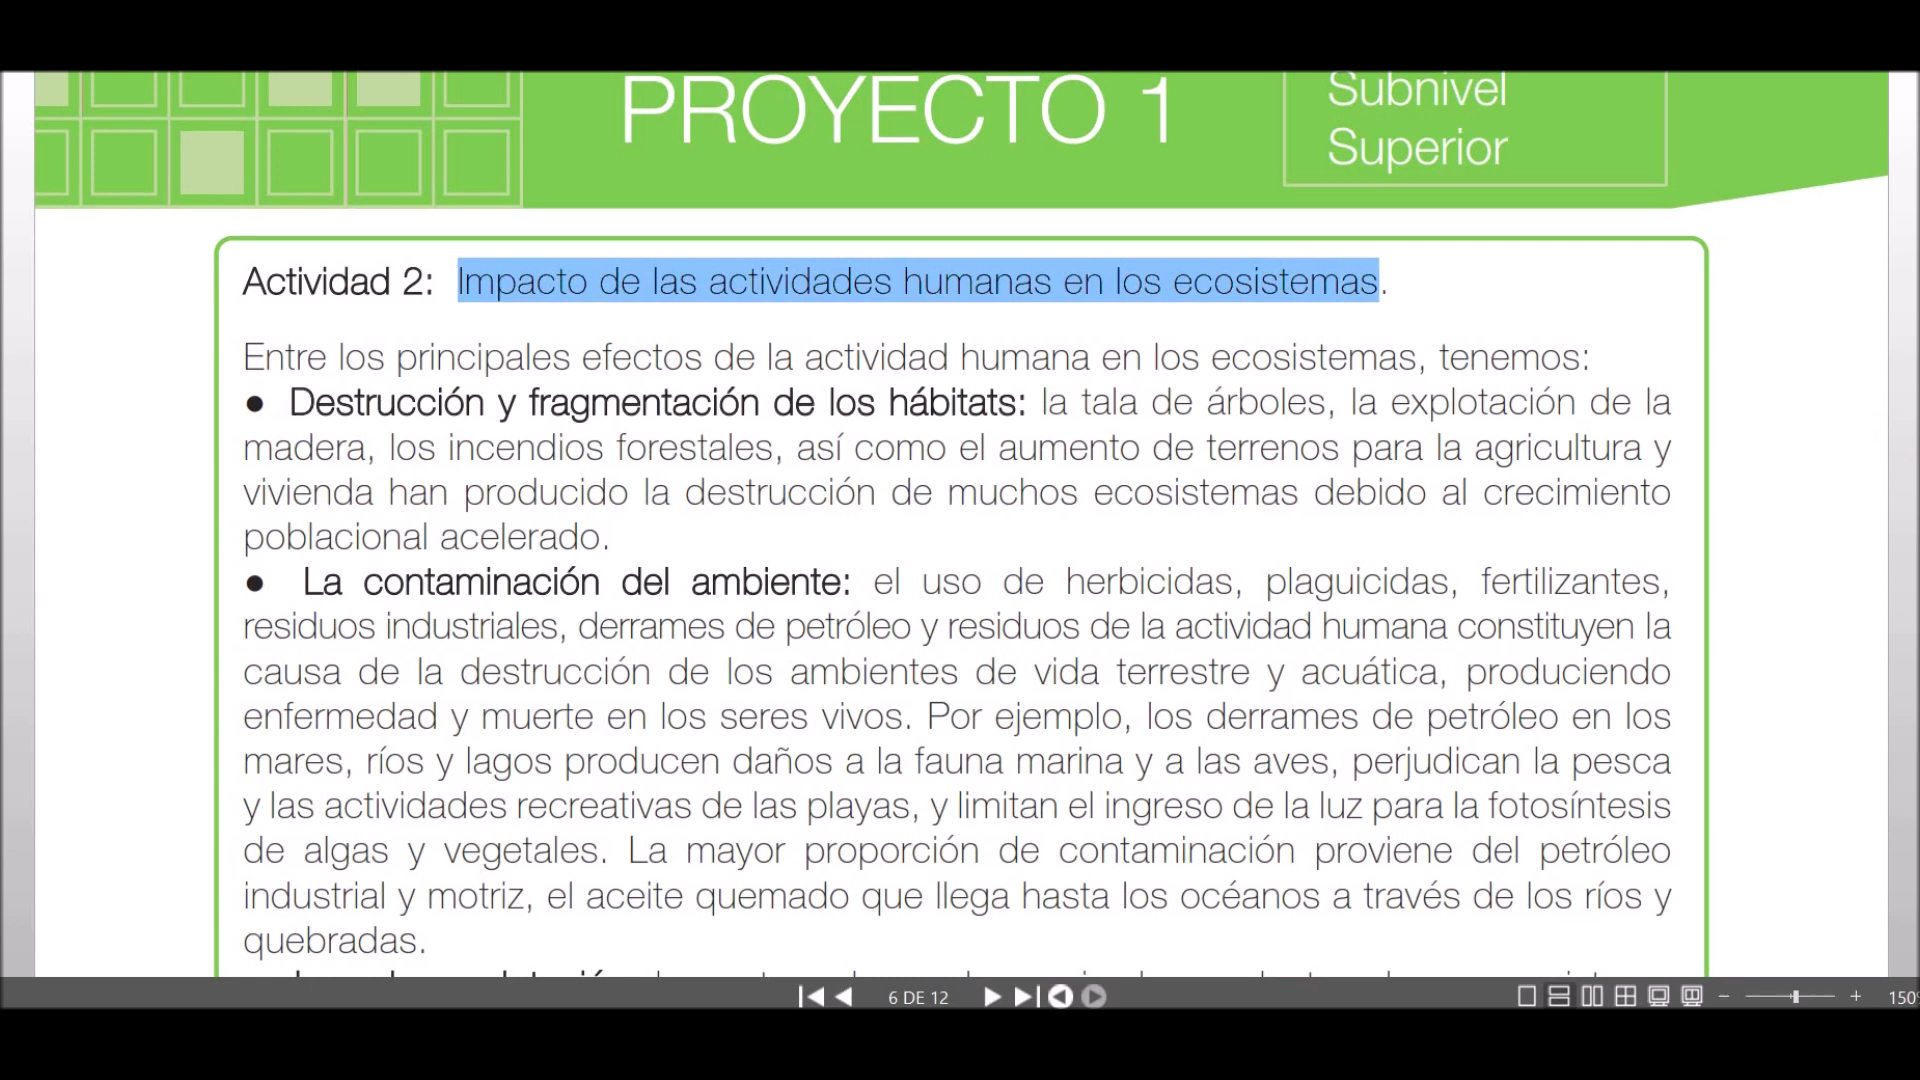 PROYECTO 1
Subnivel
Superior
Actividad 2: Impacto de las actividades humanas en los ecosistemas.
Entre los principales efectos de la actividad humana en los ecosistemas, tenemos:
● Destrucción y fragmentación de los hábitats: la tala de árboles, la explotación de la
madera, los incendios forestales, así como el aumento de terrenos para la agricultura y
vivienda han producido la destrucción de muchos ecosistemas debido al crecimiento
poblacional acelerado.
● La contaminación del ambiente: el uso de herbicidas, plaguicidas, fertilizantes,
residuos industriales, derrames de petróleo y residuos de la actividad humana constituyen la
causa de la destrucción de los ambientes de vida terrestre y acuática, produciendo
enfermedad y muerte en los seres vivos. Por ejemplo, los derrames de petróleo en los
mares, ríos y lagos producen daños a la fauna marina y a las aves, perjudican la pesca
y las actividades recreativas de las playas, y limitan el ingreso de la luz para la fotosíntesis
de algas y vegetales. La mayor proporción de contaminación proviene del petróleo
industrial y motriz, el aceite quemado que llega hasta los océanos a través de los ríos y
quebradas.
6 DE 12
150